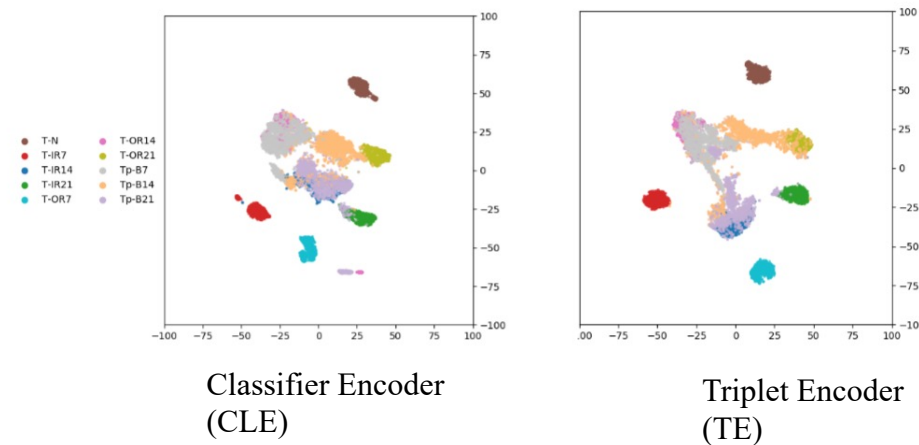 100
75
50
25
0
−25
−50
−75
−100
−100 −75 −50 −25 0 25 50 75 100
T-N T-OR14
T-IR7 T-OR21
T-IR14 Tp-B7
T-IR21 Tp-B14
T-OR7 Tp-B21
100
75
50
25
0
−25
−50
−75
−10
.00 −75 −50 −25 0 25 50 75 100
Classifier Encoder
(CLE)
Triplet Encoder
(TE)